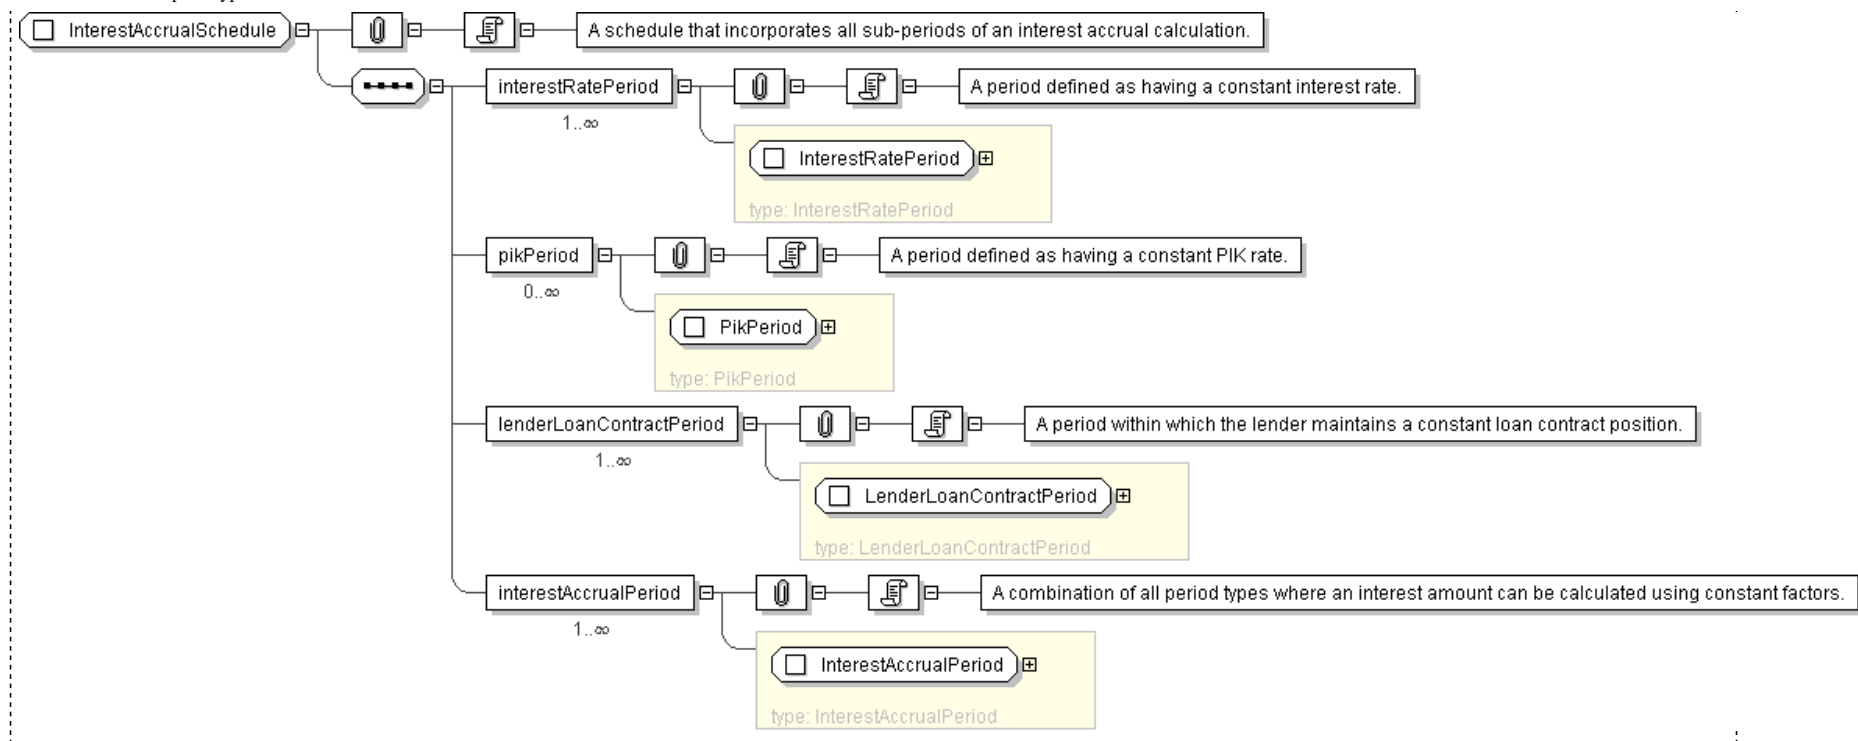 InterestAccrualSchedule
A schedule that incorporates all sub-periods of an interest accrual calculation.
interestRatePeriod
A period defined as having a constant interest rate.
1..∞
InterestRatePeriod
type: InterestRatePeriod
pikPeriod
A period defined as having a constant PIK rate.
0..∞
PikPeriod
type: PikPeriod
lenderLoanContractPeriod
A period within which the lender maintains a constant loan contract position.
1..∞
LenderLoanContractPeriod
type: LenderLoanContractPeriod
interestAccrualPeriod
A combination of all period types where an interest amount can be calculated using constant factors.
1..∞
InterestAccrualPeriod
type: InterestAccrualPeriod